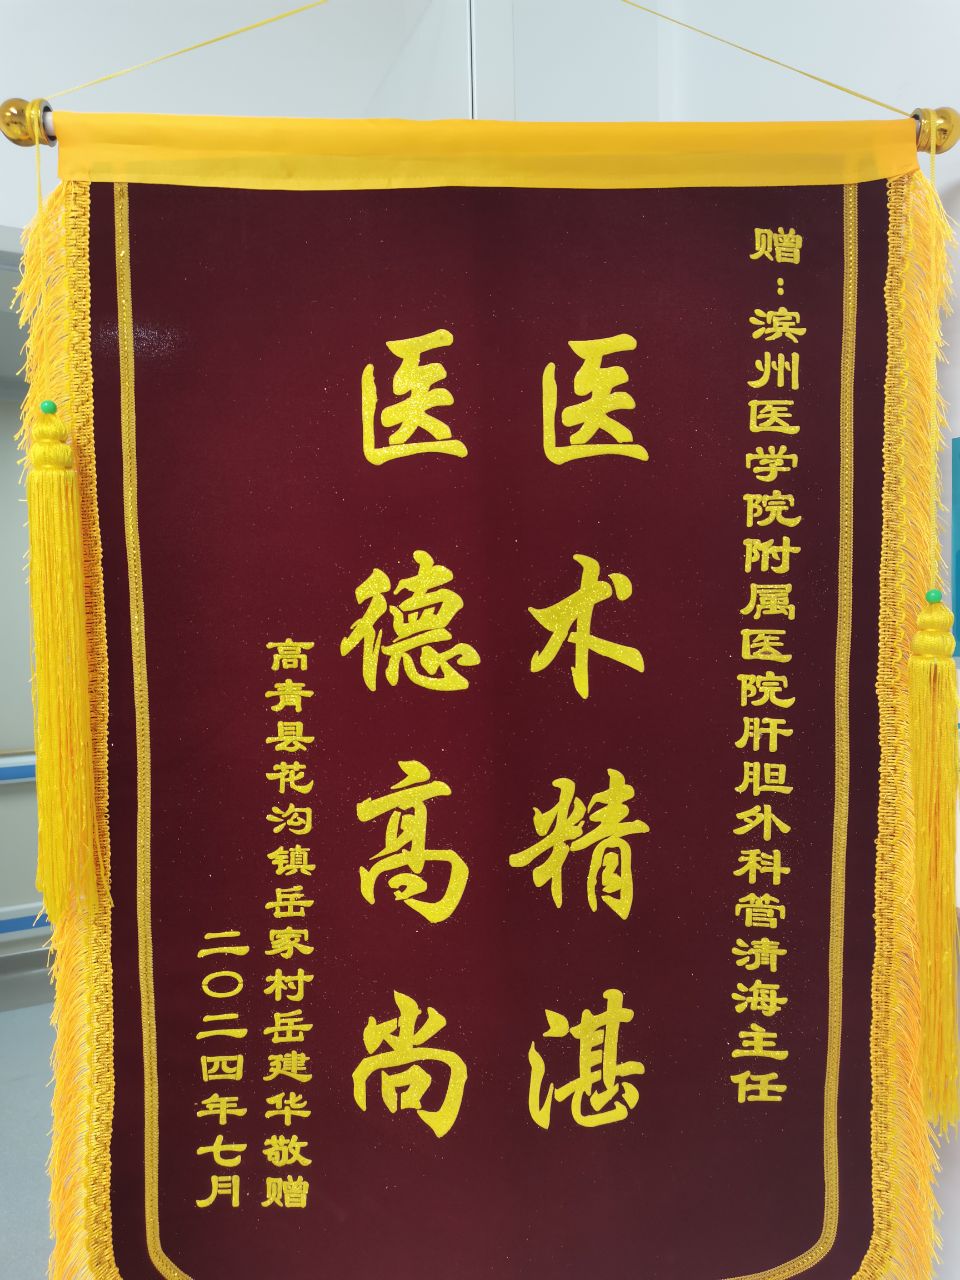 赠:滨州医学院附属医院肝胆外科管清海主任
医术精湛
医德高尚
高青县花沟镇岳家村岳建华敬赠
二〇二四年七月